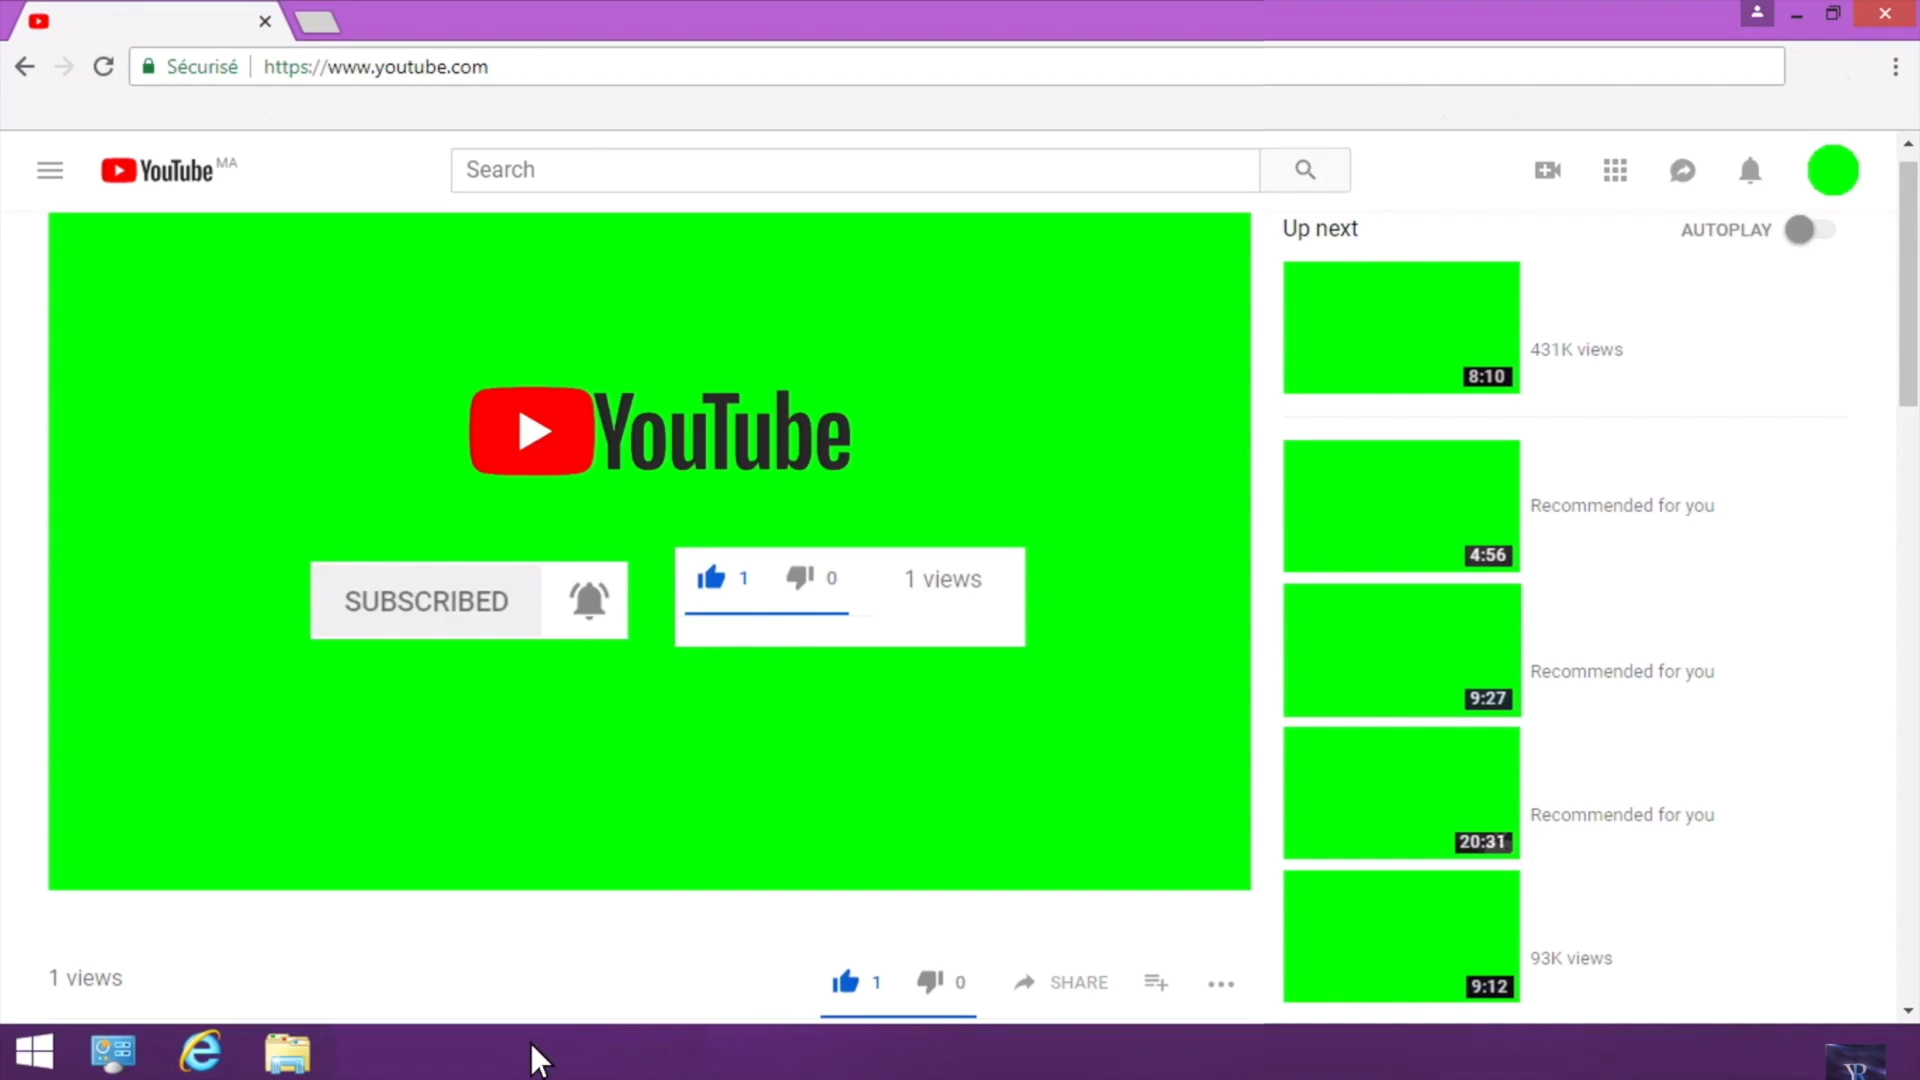 Sécurisé https://www.youtube.com
YouTube MA
Search
Up next
AUTOPLAY
431K views
8:10
YouTube
Recommended for you
4:56
SUBSCRIBED
1 0 1 views
Recommended for you
9:27
Recommended for you
20:31
93K views
9:12
1 views
1 0 SHARE
YR